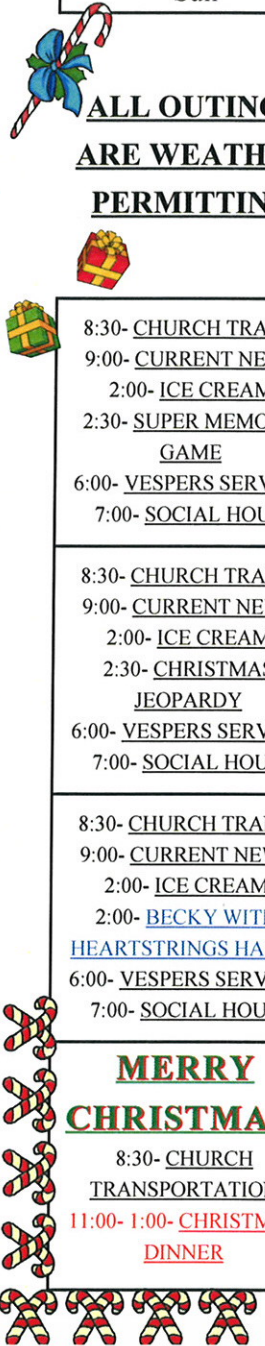 Sun
ALL OUTING
ARE WEATH
PERMITTIN
8:30- CHURCH TRA
9:00- CURRENT NE
2:00- ICE CREAM
2:30- SUPER MEMO
GAME
6:00- VESPERS SERV
7:00- SOCIAL HOU
8:30- CHURCH TRA
9:00- CURRENT NE
2:00- ICE CREAM
2:30- CHRISTMAS
JEOPARDY
6:00- VESPERS SERV
7:00- SOCIAL HOU
8:30- CHURCH TRA
9:00- CURRENT NE
2:00- ICE CREAM
2:00- BECKY WITH
HEARTSTRINGS HA
6:00- VESPERS SERV
7:00- SOCIAL HOU
MERRY
CHRISTMA
8:30- CHURCH
TRANSPORTATIO
11:00- 1:00- CHRISTM
DINNER